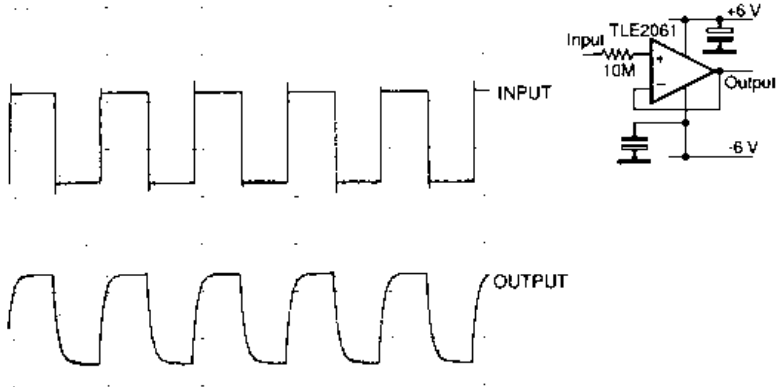 +6 V
TLE2061
Input
10M
+
−
Output
-6 V
INPUT
OUTPUT